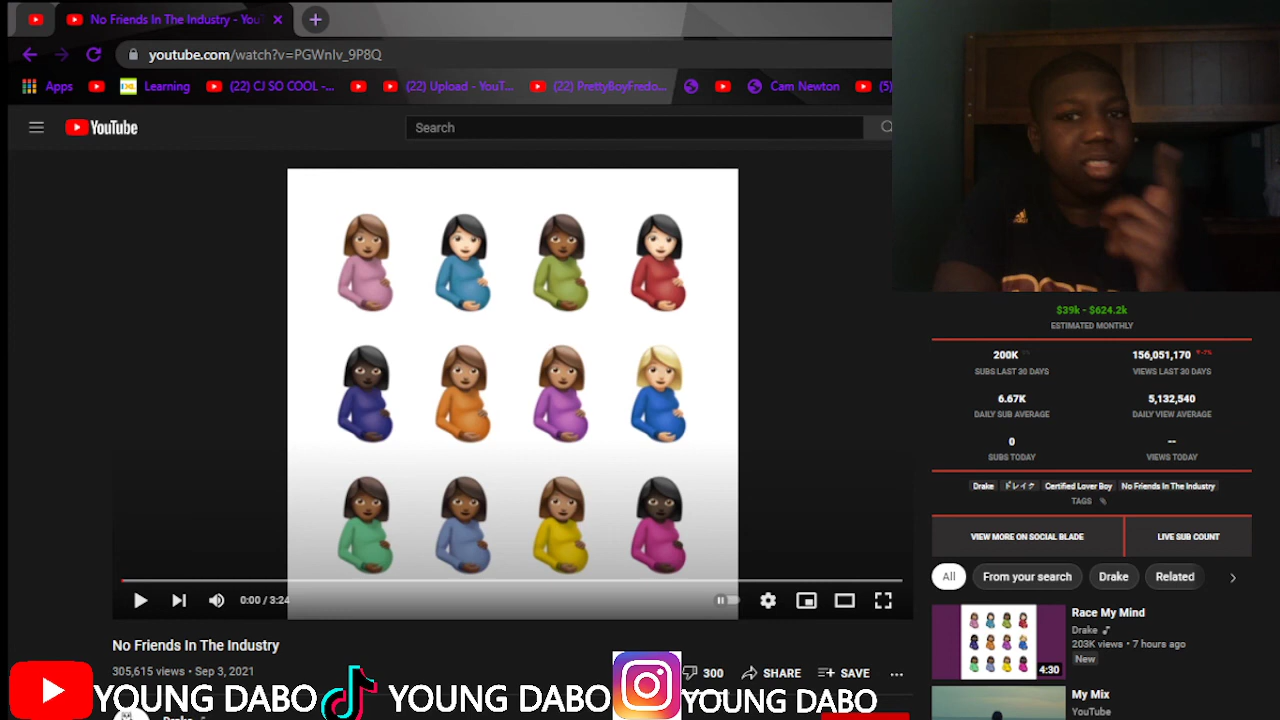 No Friends In The Industry - You
youtube.com/watch?v=PGWnIv_9P8Q
Apps
Learning
(22) CJ SO COOL -...
(22) Upload - YouT...
(22) PrettyBoyFredo...
Cam Newton
(5)
YouTube
Search
$39k - $624.2k
ESTIMATED MONTHLY
200K
156,051,170 -7%
SUBS LAST 30 DAYS
VIEWS LAST 30 DAYS
6.67K
5,132,540
DAILY SUB AVERAGE
DAILY VIEW AVERAGE
0
--
SUBS TODAY
VIEWS TODAY
Drake ドレイク Certified Lover Boy No Friends In The Industry
TAGS
VIEW MORE ON SOCIAL BLADE
LIVE SUB COUNT
All
From your search
Drake
Related
0:00 / 3:24
Race My Mind
Drake
203K views • 7 hours ago
New
4:30
No Friends In The Industry
305,615 views • Sep 3, 2021
300
SHARE
SAVE
My Mix
YouTube
YOUNG DABO
YOUNG DABO
YOUNG DABO